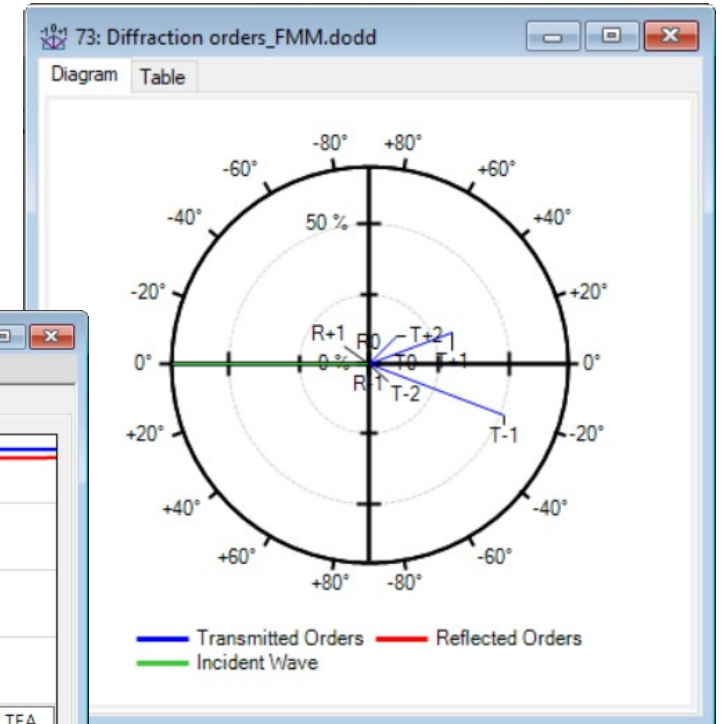 73: Diffraction orders_FMM.dodd
Diagram Table
-80° +80°
-60° +60°
-40° 50 % +40°
-20° +20°
R+1 R0 T+2
0° 0 % T0 T+1 0°
R-1 T-2
+20° T-1 -20°
+40° -40°
+60° -60°
+80° -80°
Transmitted Orders Reflected Orders
Incident Wave
TEA